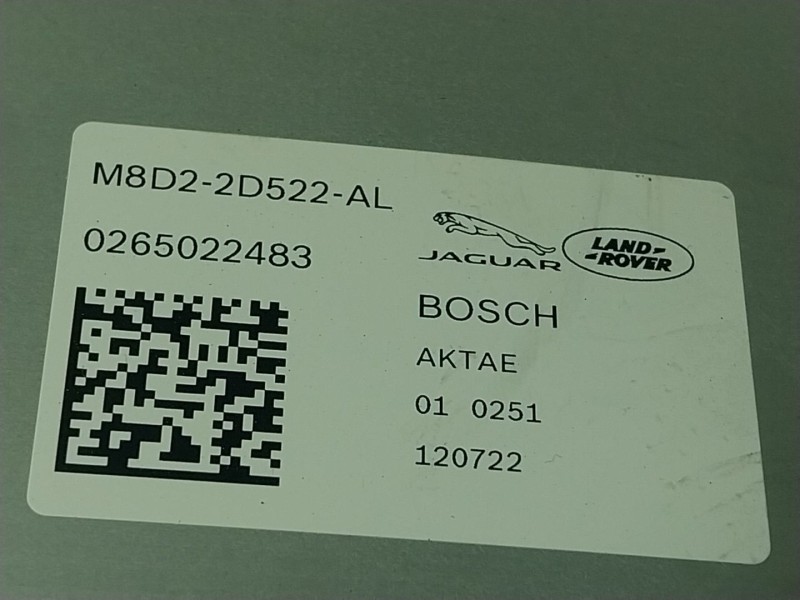 M8D2-2D522-AL
0265022483
JAGUAR
LAND-
-ROVER
BOSCH
AKTAE
01 0251
120722